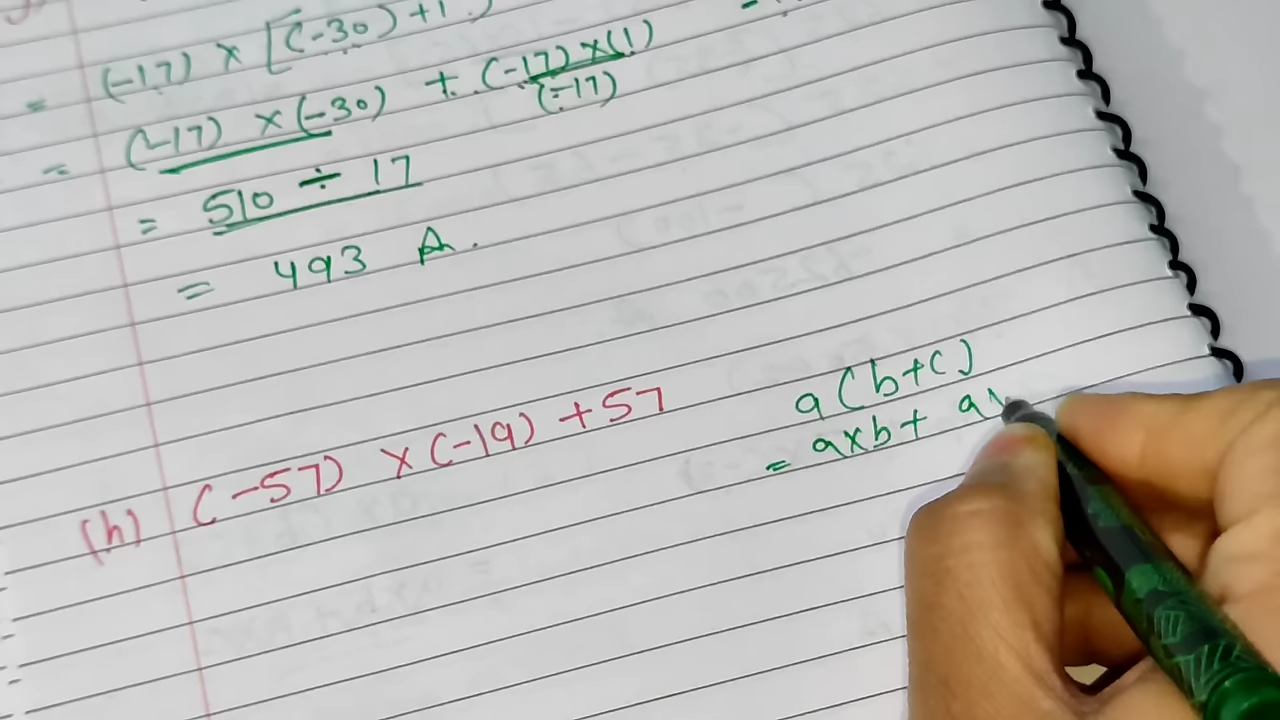 = (-17) × [(-30) + 1]
= (-17) × (-30) + (-17) × (1)
(-17)
= 510 ÷ 17
= 493 A.
(h) (-57) × (-19) + 57
a(b+c)
= a×b + a×